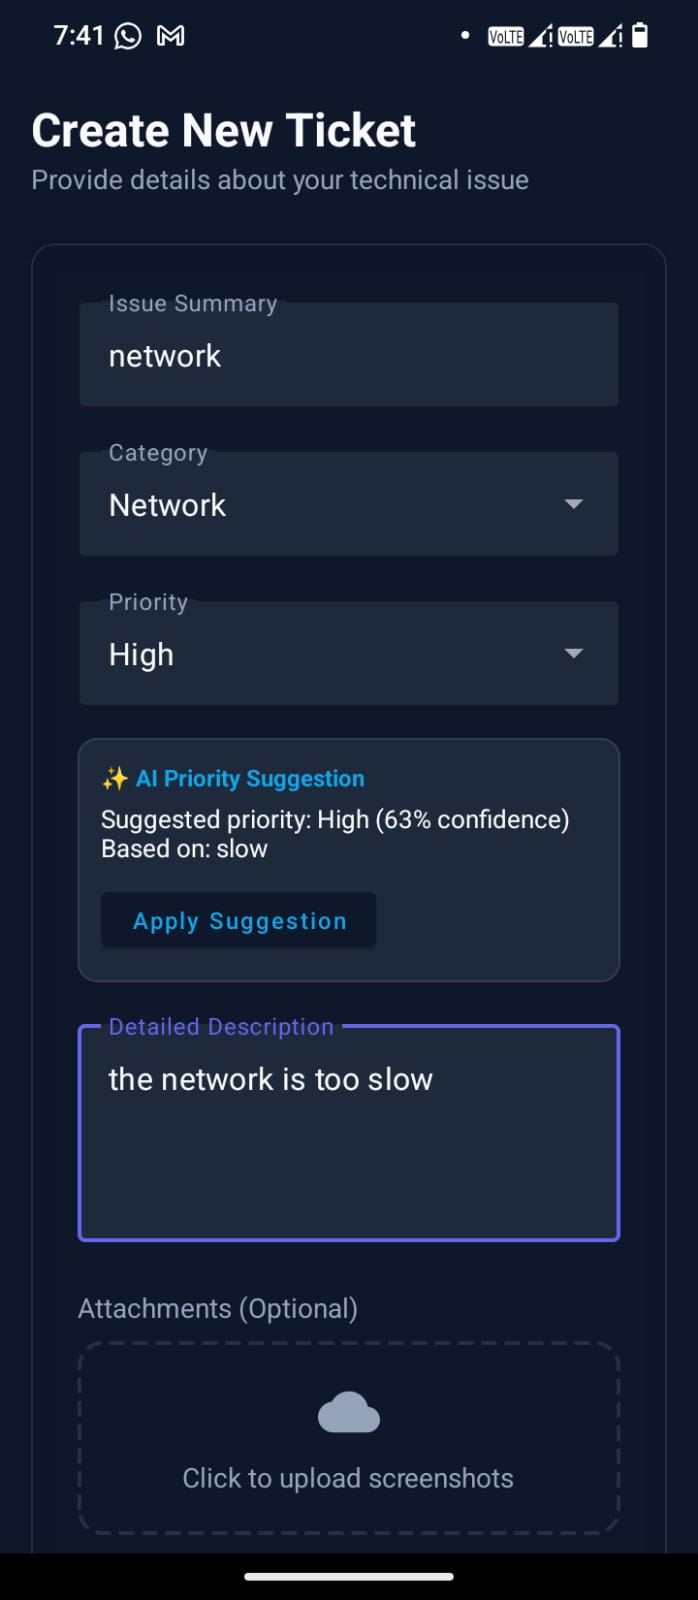 7:41
VoLTE VoLTE
Create New Ticket
Provide details about your technical issue
Issue Summary
network
Category
Network
Priority
High
✨ AI Priority Suggestion
Suggested priority: High (63% confidence)
Based on: slow
Apply Suggestion
Detailed Description
the network is too slow
Attachments (Optional)
Click to upload screenshots